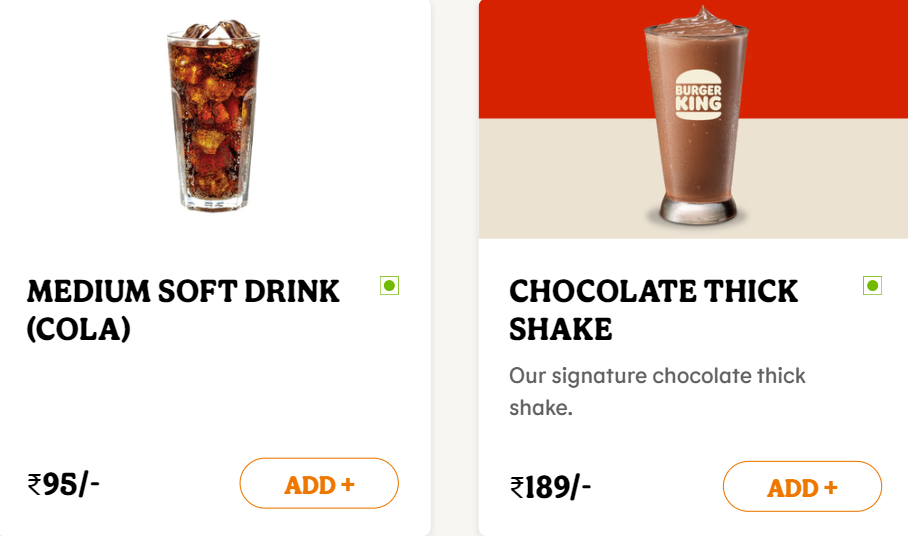 MEDIUM SOFT DRINK
(COLA)
₹95/-
ADD +
BURGER
KING
CHOCOLATE THICK
SHAKE
Our signature chocolate thick
shake.
₹189/-
ADD +